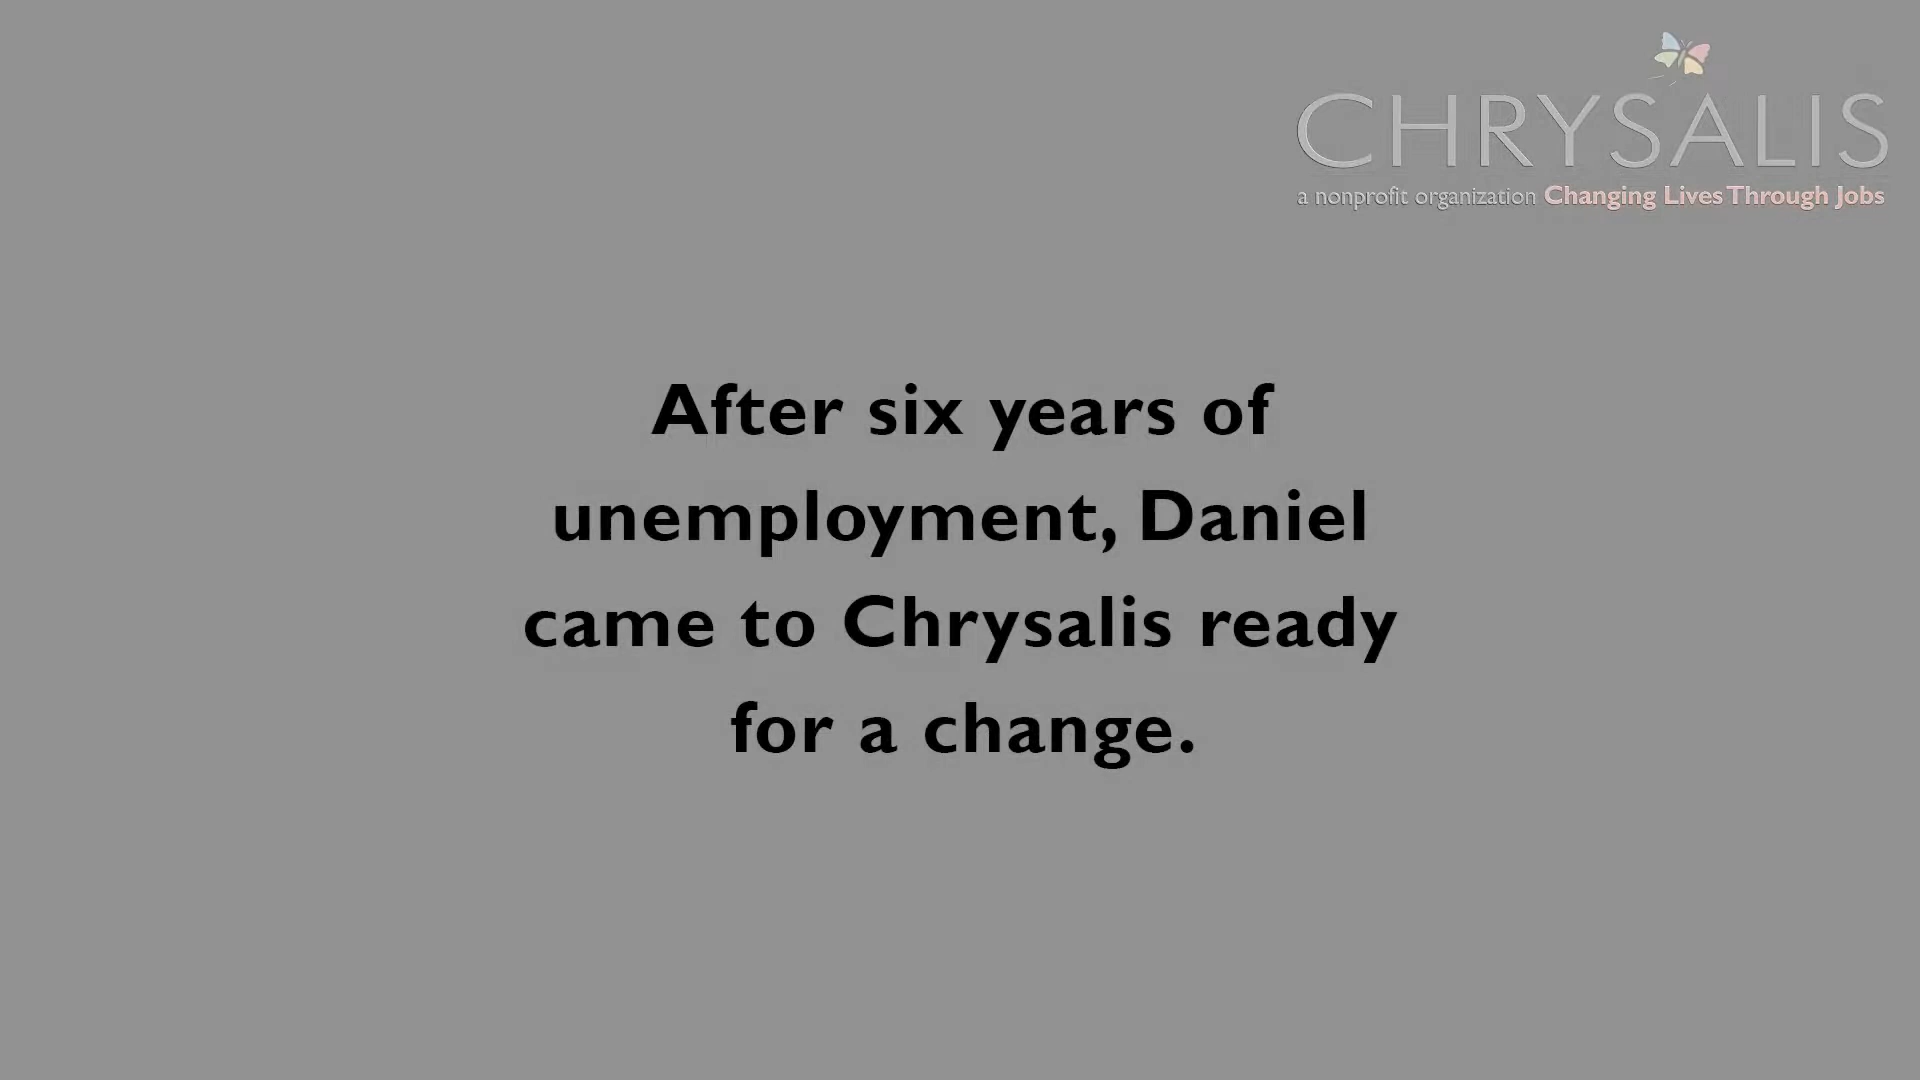 CHRYSALIS
a nonprofit organization Changing Lives Through Jobs
After six years of
unemployment, Daniel
came to Chrysalis ready
for a change.